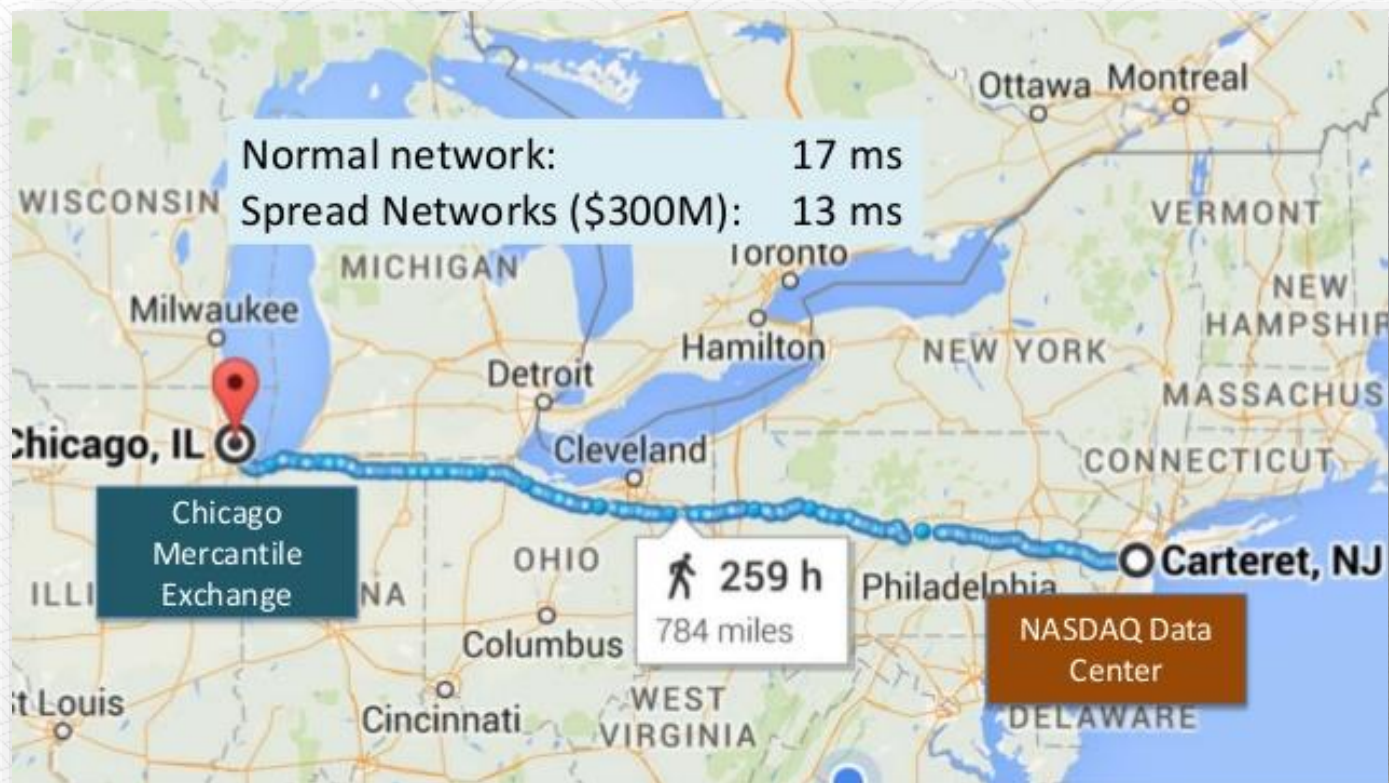 Ottawa Montreal
Normal network: 17 ms
Spread Networks ($300M): 13 ms
WISCONSIN
VERMONT
Toronto
MICHIGAN
NEW
HAMPSHIR
Milwaukee
Hamilton
NEW YORK
Detroit
MASSACHUS
Chicago, IL
Cleveland
CONNECTICUT
Chicago
Mercantile
Exchange
OHIO
259 h
784 miles
Carteret, NJ
Philadelphia
ILLI
NA
Columbus
NASDAQ Data
Center
WEST
VIRGINIA
DELAWARE
t Louis
Cincinnati